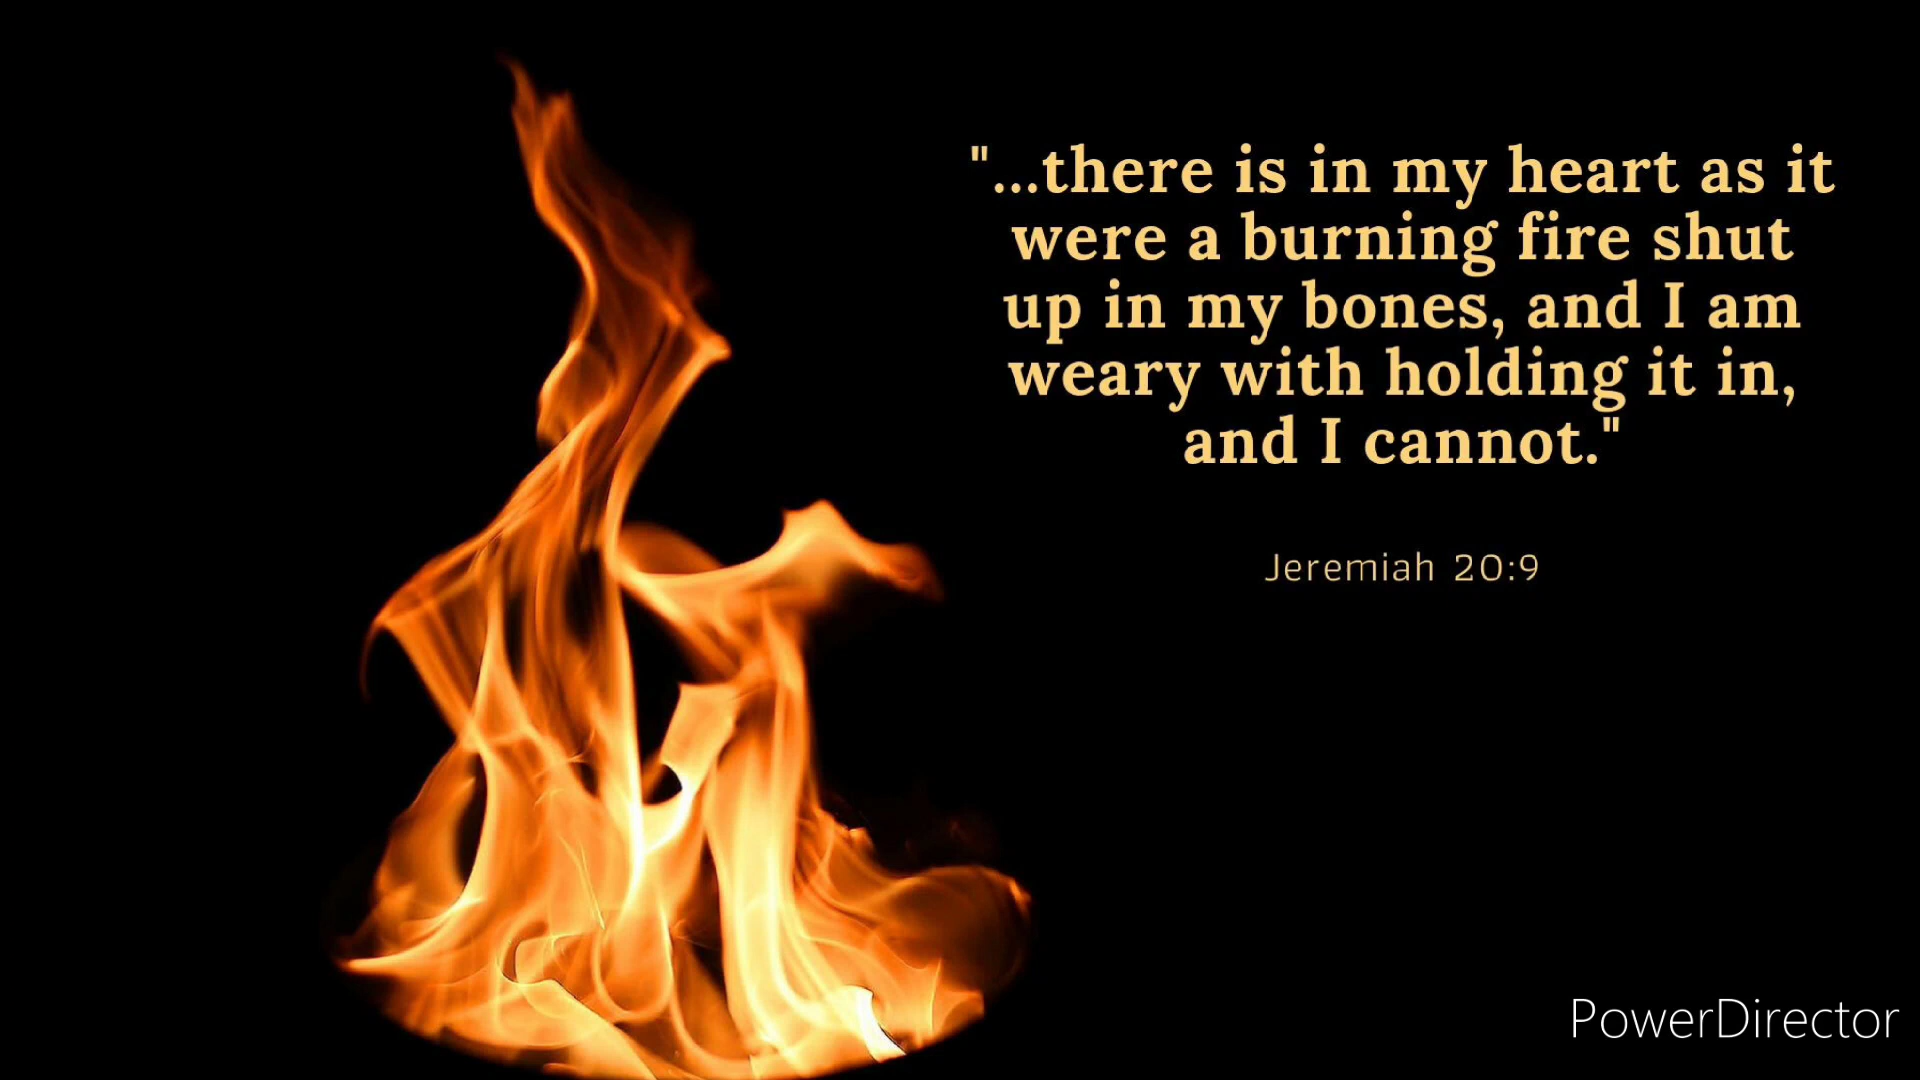 "...there is in my heart as it
were a burning fire shut
up in my bones, and I am
weary with holding it in,
and I cannot."
Jeremiah 20:9
PowerDirector